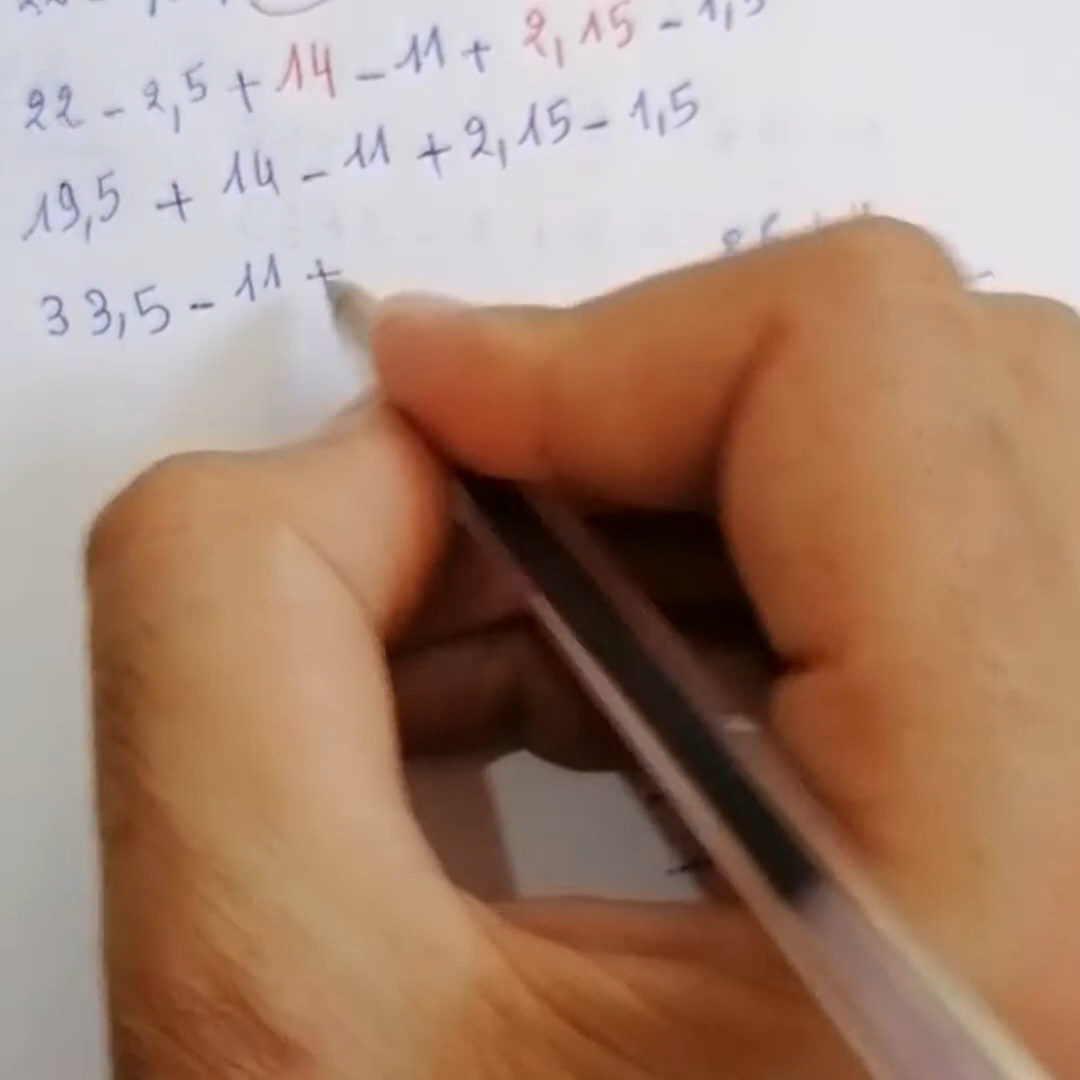 22 - 2,5 + 14 - 11 + 2,15 - 1,5
19,5 + 14 - 11 + 2,15 - 1,5
33,5 - 11 +